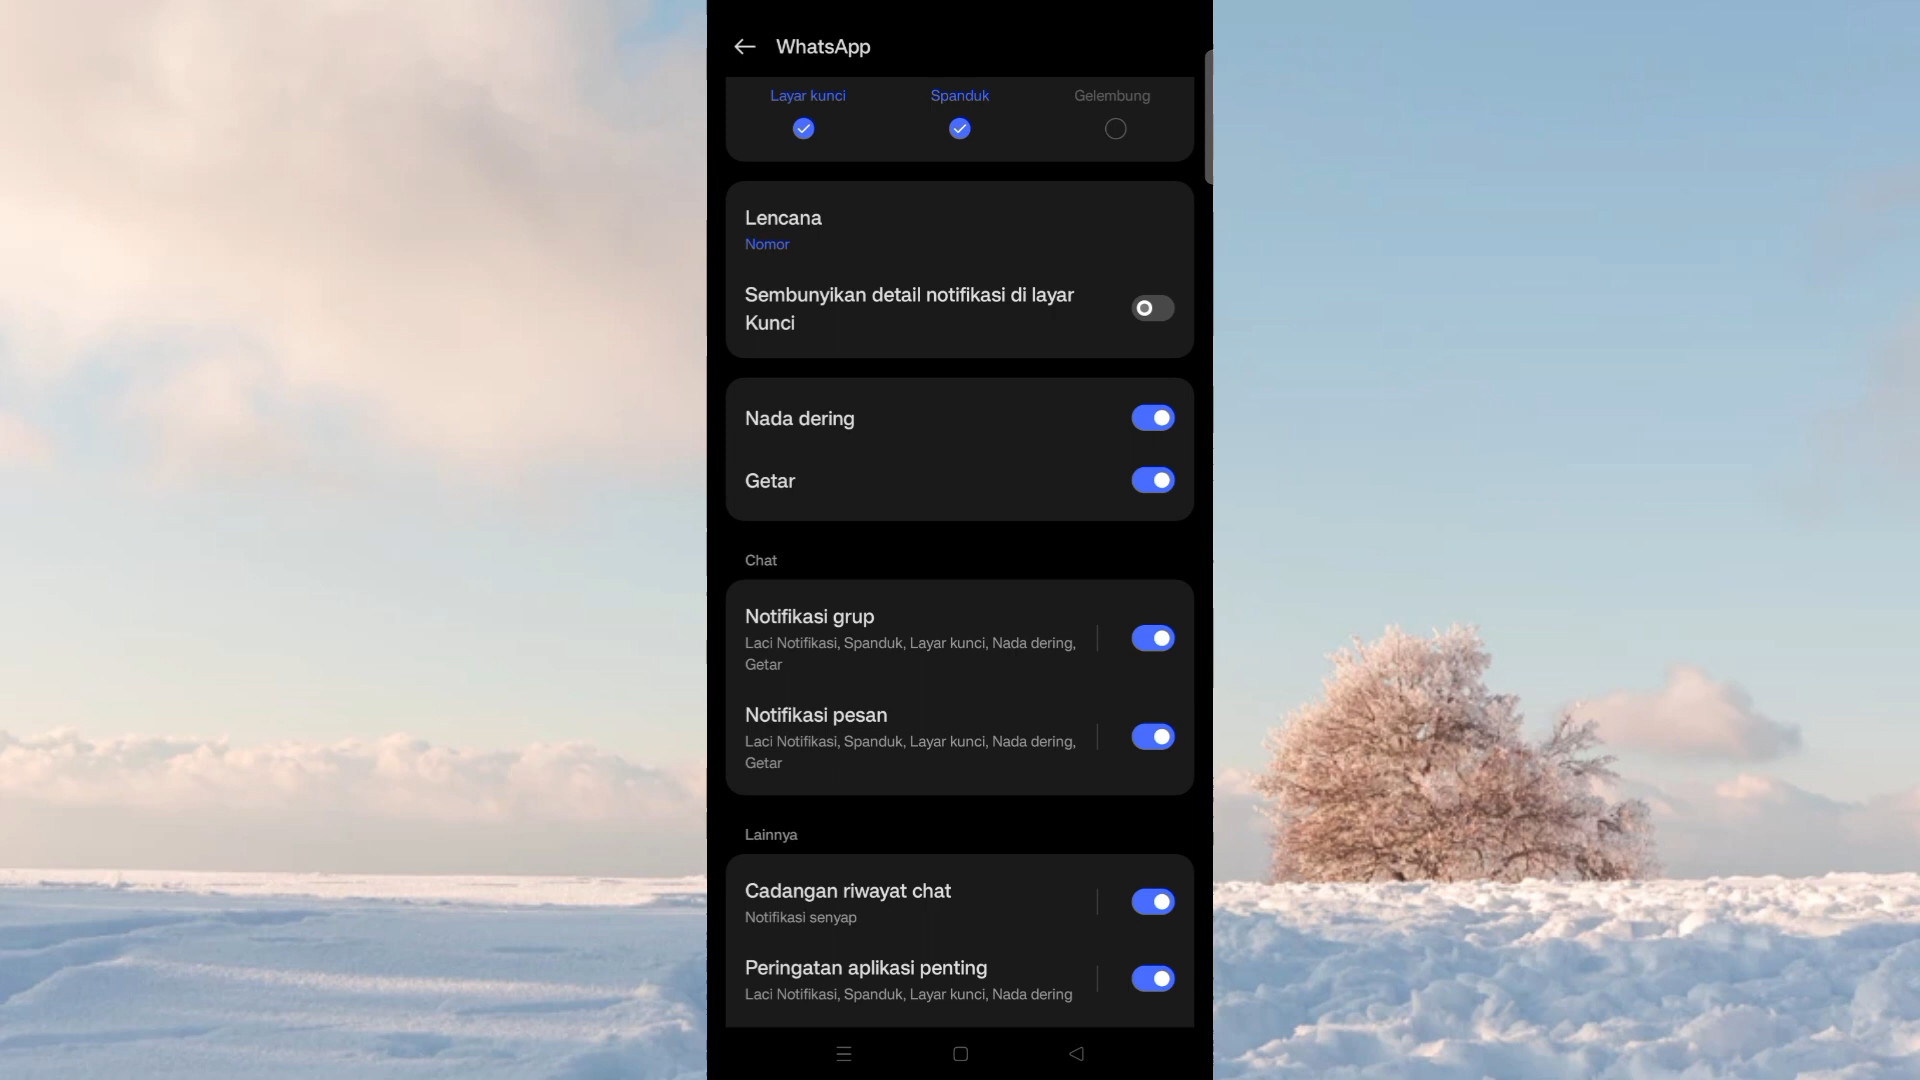 WhatsApp
Layar kunci Spanduk Gelembung
Lencana
Nomor
Sembunyikan detail notifikasi di layar
Kunci
Nada dering
Getar
Chat
Notifikasi grup
Laci Notifikasi, Spanduk, Layar kunci, Nada dering,
Getar
Notifikasi pesan
Laci Notifikasi, Spanduk, Layar kunci, Nada dering,
Getar
Lainnya
Cadangan riwayat chat
Notifikasi senyap
Peringatan aplikasi penting
Laci Notifikasi, Spanduk, Layar kunci, Nada dering